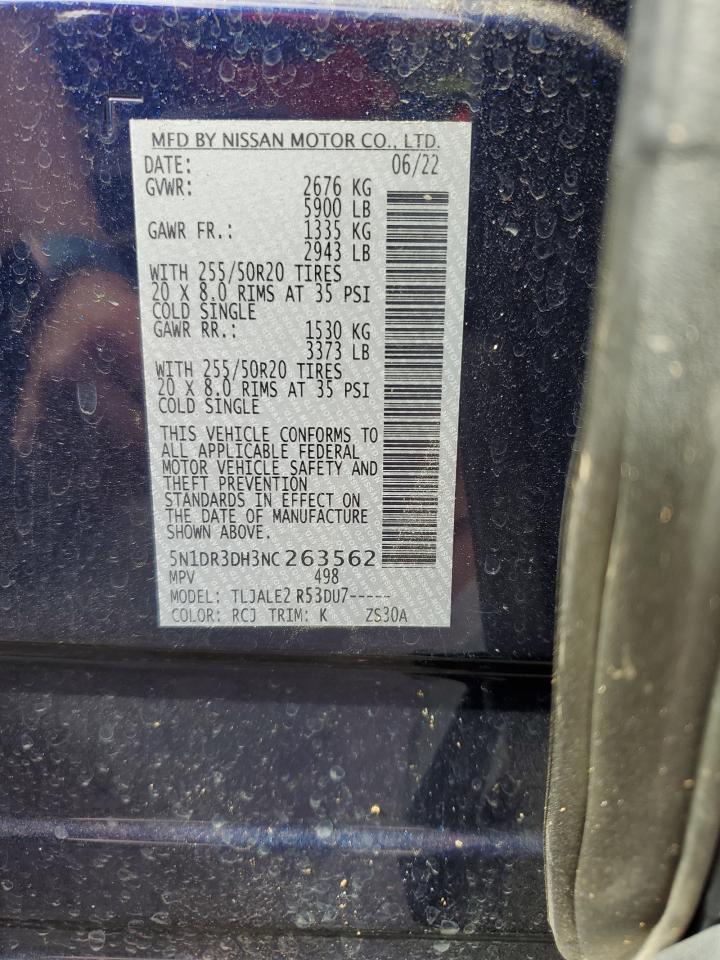 MFD BY NISSAN MOTOR CO., LTD.
DATE: 06/22
GVWR: 2676 KG
5900 LB
GAWR FR.: 1335 KG
2943 LB
WITH 255/50R20 TIRES
20 X 8.0 RIMS AT 35 PSI
COLD SINGLE
GAWR RR.: 1530 KG
3373 LB
WITH 255/50R20 TIRES
20 X 8.0 RIMS AT 35 PSI
COLD SINGLE
THIS VEHICLE CONFORMS TO
ALL APPLICABLE FEDERAL
MOTOR VEHICLE SAFETY AND
THEFT PREVENTION
STANDARDS IN EFFECT ON
THE DATE OF MANUFACTURE
SHOWN ABOVE.
5N1DR3DH3NC263562
MPV 498
MODEL: TLJALE2 R53DU7-----
COLOR: RCJ TRIM: K ZS30A